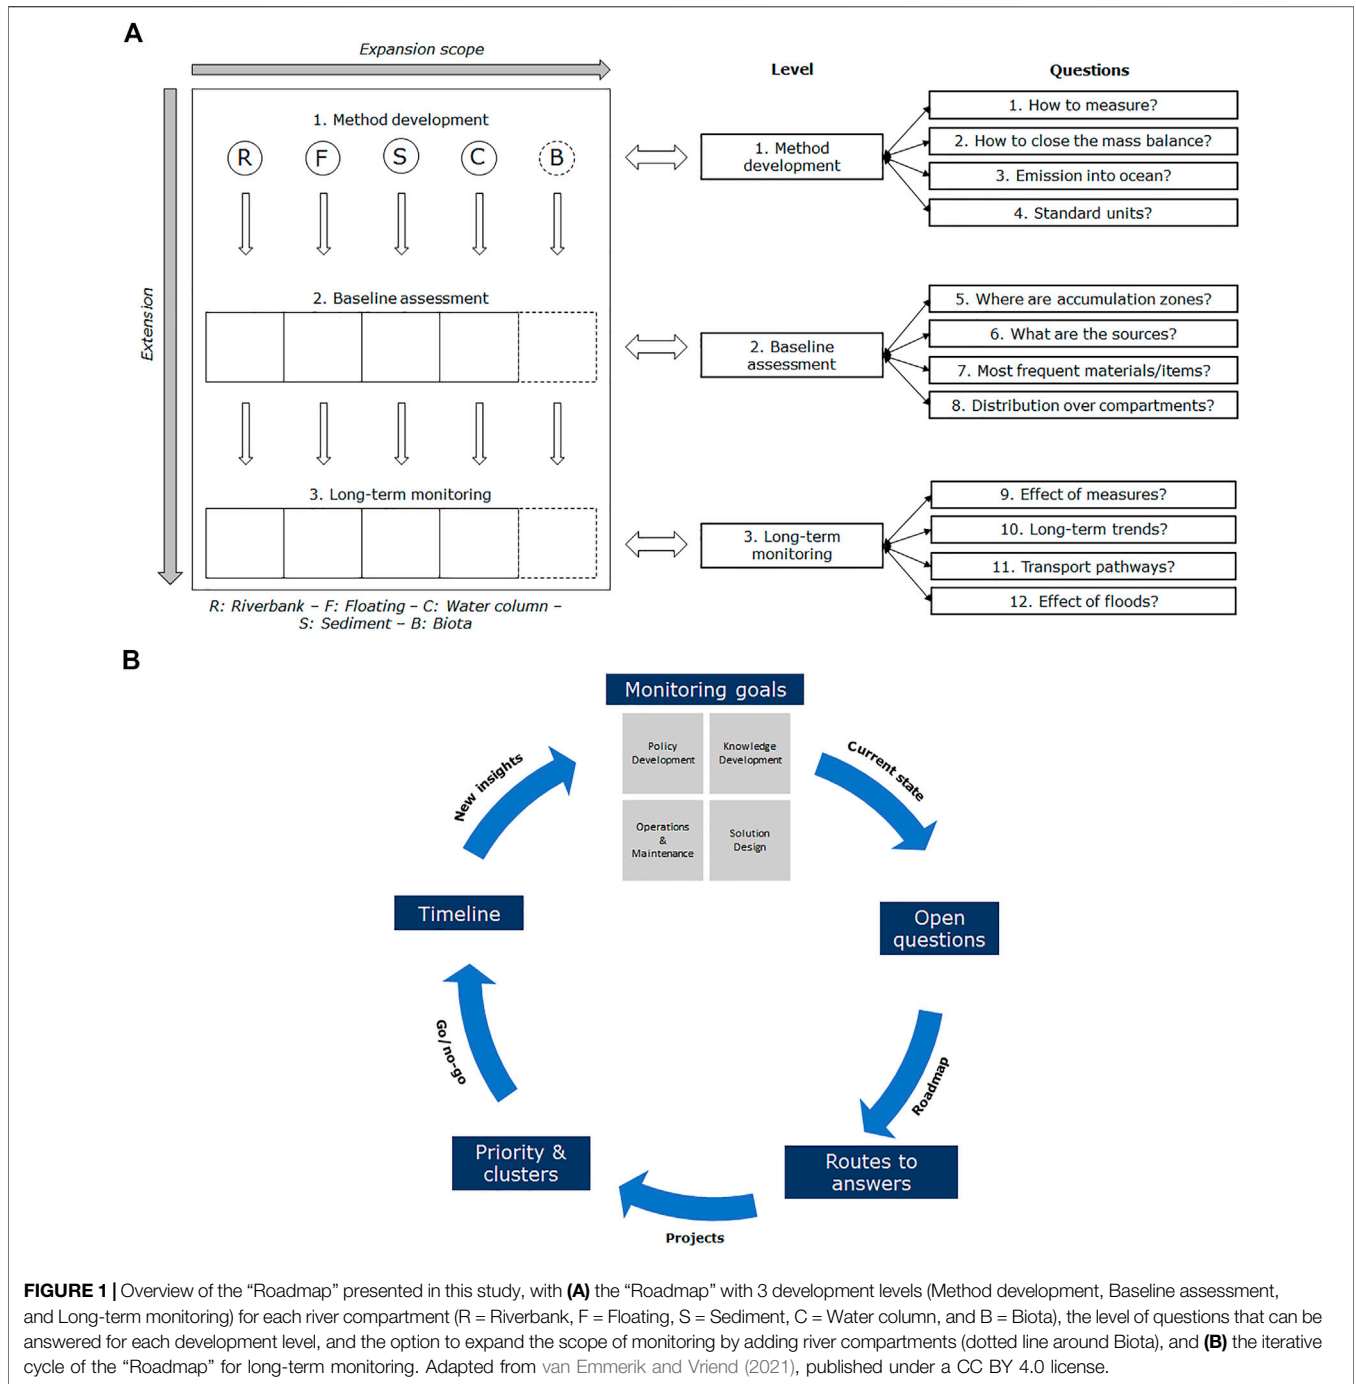 A
Expansion scope
Extension
1. Method development
R F S C B
2. Baseline assessment
3. Long-term monitoring
R: Riverbank – F: Floating – C: Water column –
S: Sediment – B: Biota
Level
1. Method
development
2. Baseline
assessment
3. Long-term
monitoring
Questions
1. How to measure?
2. How to close the mass balance?
3. Emission into ocean?
4. Standard units?
5. Where are accumulation zones?
6. What are the sources?
7. Most frequent materials/items?
8. Distribution over compartments?
9. Effect of measures?
10. Long-term trends?
11. Transport pathways?
12. Effect of floods?
B
Monitoring goals
Policy
Development
Knowledge
Development
Operations
&
Maintenance
Solution
Design
Current state
Open
questions
Roadmap
Routes to
answers
Projects
Priority &
clusters
Go/no-go
Timeline
New insights
FIGURE 1 | Overview of the “Roadmap” presented in this study, with (A) the “Roadmap” with 3 development levels (Method development, Baseline assessment,
and Long-term monitoring) for each river compartment (R = Riverbank, F = Floating, S = Sediment, C = Water column, and B = Biota), the level of questions that can be
answered for each development level, and the option to expand the scope of monitoring by adding river compartments (dotted line around Biota), and (B) the iterative
cycle of the “Roadmap” for long-term monitoring. Adapted from van Emmerik and Vriend (2021), published under a CC BY 4.0 license.